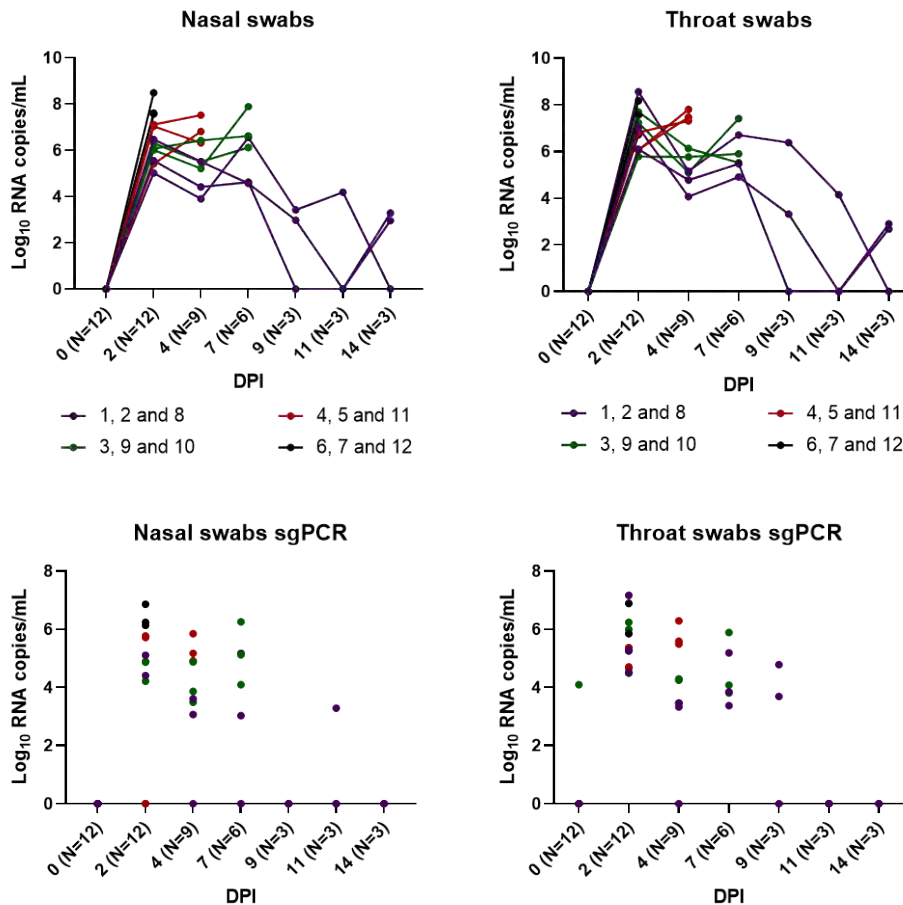 Nasal swabs
Log10 RNA copies/mL
10
8
6
4
2
0
0 (N=12)
2 (N=12)
4 (N=9)
7 (N=6)
9 (N=3)
11 (N=3)
14 (N=3)
DPI
1, 2 and 8
4, 5 and 11
3, 9 and 10
6, 7 and 12
Throat swabs
Log10 RNA copies/mL
10
8
6
4
2
0
0 (N=12)
2 (N=12)
4 (N=9)
7 (N=6)
9 (N=3)
11 (N=3)
14 (N=3)
DPI
1, 2 and 8
4, 5 and 11
3, 9 and 10
6, 7 and 12
Nasal swabs sgPCR
Log10 RNA copies/mL
8
6
4
2
0
0 (N=12)
2 (N=12)
4 (N=9)
7 (N=6)
9 (N=3)
11 (N=3)
14 (N=3)
DPI
Throat swabs sgPCR
Log10 RNA copies/mL
8
6
4
2
0
0 (N=12)
2 (N=12)
4 (N=9)
7 (N=6)
9 (N=3)
11 (N=3)
14 (N=3)
DPI